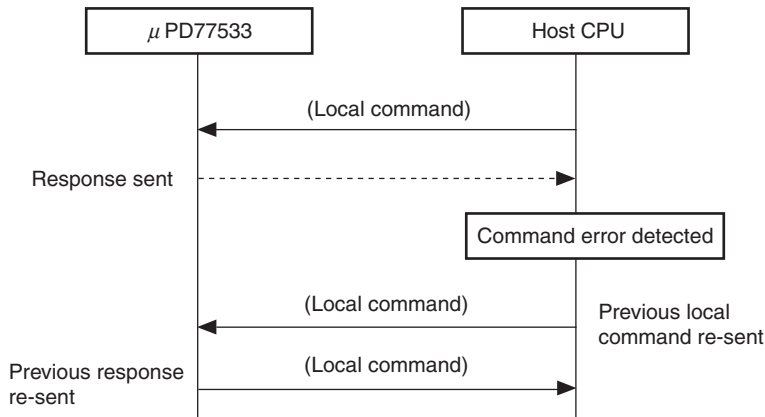 μ PD77533
Host CPU
(Local command)
Response sent
Command error detected
(Local command)
Previous local
command re-sent
(Local command)
Previous response
re-sent